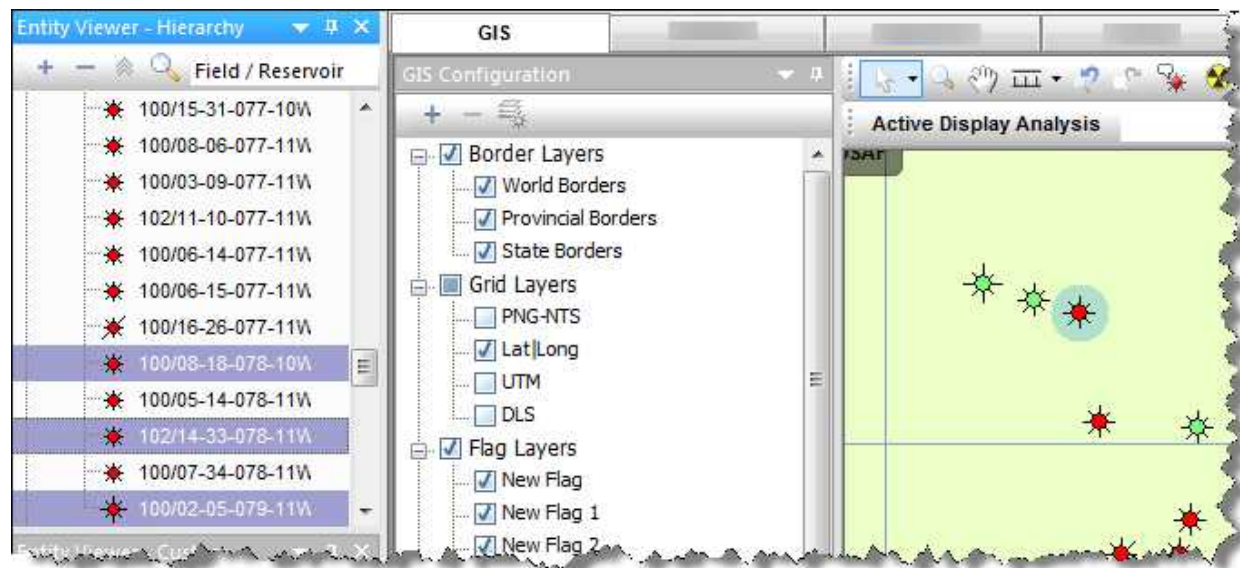 Entity Viewer - Hierarchy
Field / Reservoir
100/15-31-077-10W
100/08-06-077-11W
100/03-09-077-11W
102/11-10-077-11W
100/06-14-077-11W
100/06-15-077-11W
100/16-26-077-11W
100/08-18-078-10W
100/05-14-078-11W
102/14-33-078-11W
100/07-34-078-11W
100/02-05-079-11W
Entity Viewer - Cust
GIS
GIS Configuration
Border Layers
World Borders
Provincial Borders
State Borders
Grid Layers
PNG-NTS
Lat|Long
UTM
DLS
Flag Layers
New Flag
New Flag 1
New Flag 2
Active Display Analysis